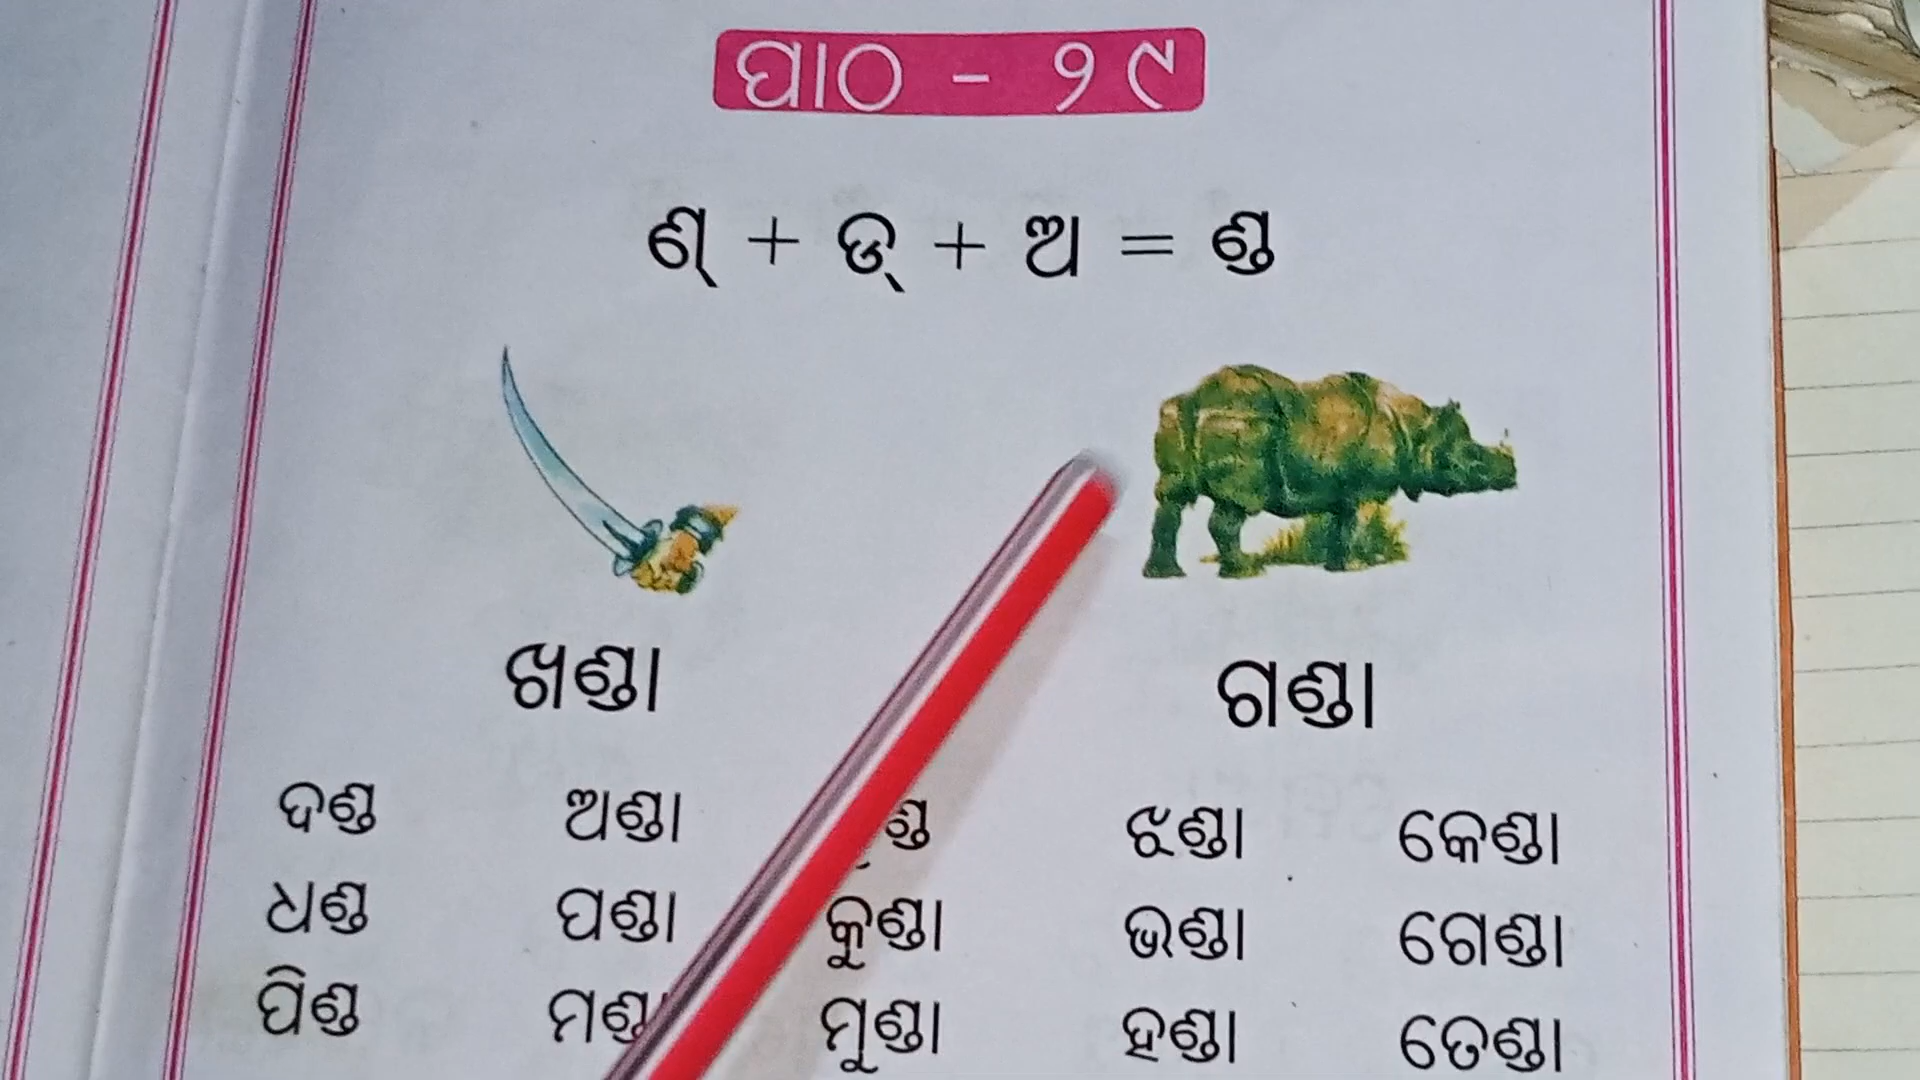 ପାଠ - ୨୯
ଣ୍ + ଡ୍ + ଅ = ଣ୍ଡ
ଖଣ୍ଡା ଗଣ୍ଡା
ଦଣ୍ଡ ଅଣ୍ଡା ଝଣ୍ଡା କେଣ୍ଡା
ଧଣ୍ଡ ପଣ୍ଡା କୁଣ୍ଡା ଭଣ୍ଡା ଗେଣ୍ଡା
ପିଣ୍ଡ ମୁଣ୍ଡା ହଣ୍ଡା ତେଣ୍ଡା